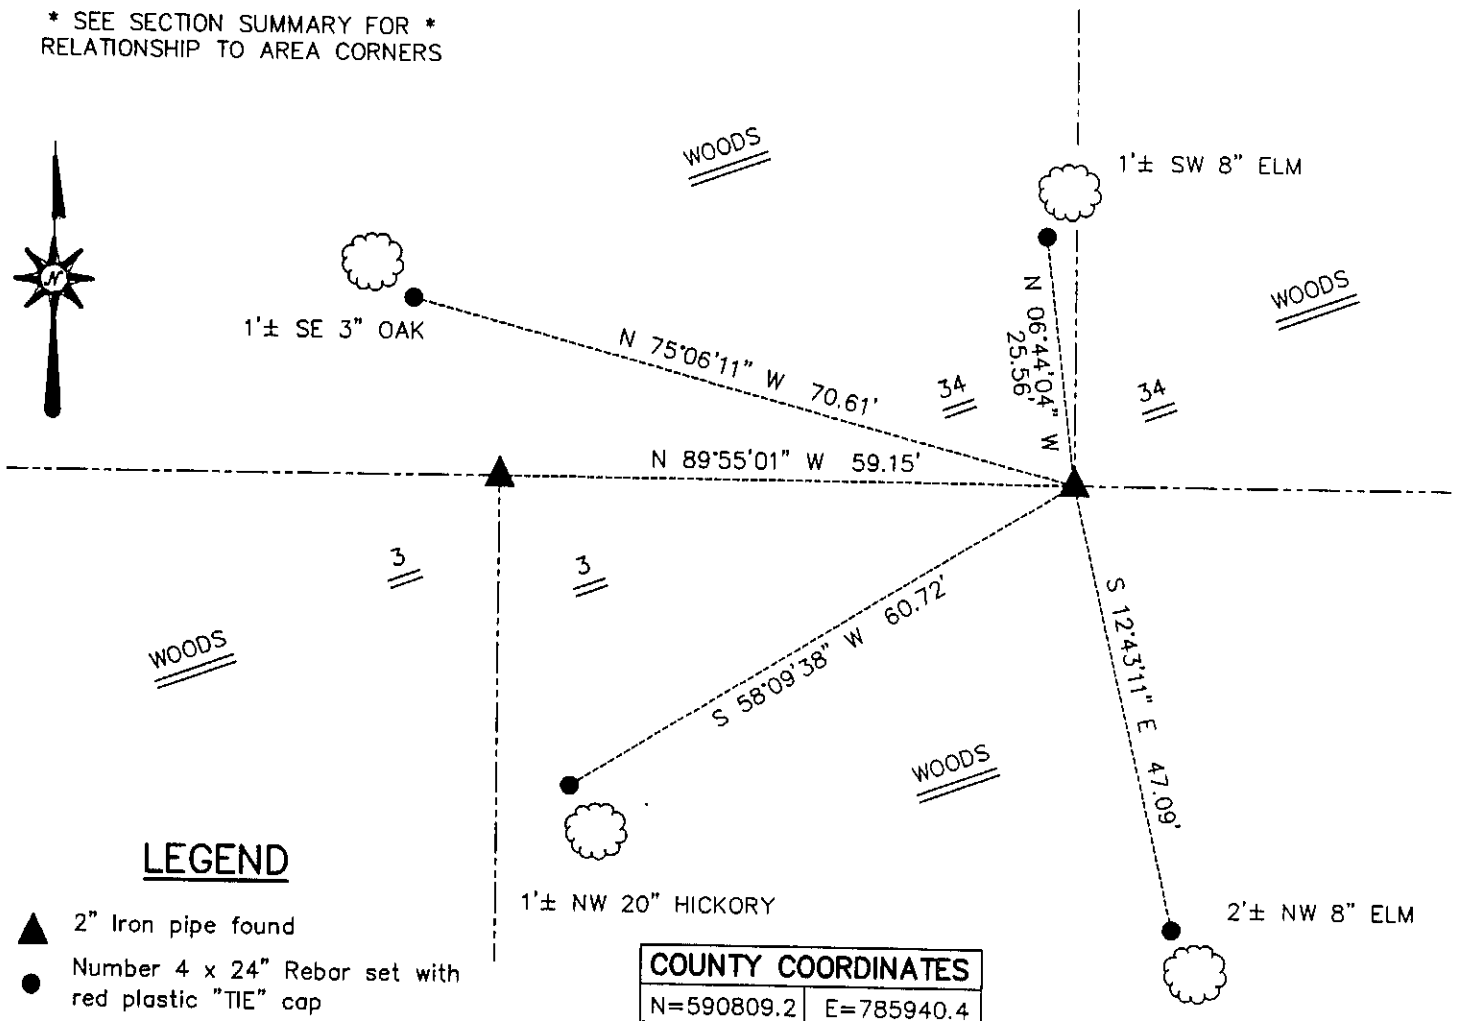 * SEE SECTION SUMMARY FOR *
RELATIONSHIP TO AREA CORNERS
WOODS
1'± SW 8" ELM
N
WOODS
1'± SE 3" OAK
N 06°44'04" W
25.56'
N 75°06'11" W 70.61'
34
34
N 89°55'01" W 59.15'
3
3
S 58°09'38" W 60.72'
S 12°43'11" E 47.09'
WOODS
WOODS
LEGEND
1'± NW 20" HICKORY
2'± NW 8" ELM
2" Iron pipe found
Number 4 x 24" Rebar set with
red plastic "TIE" cap
COUNTY COORDINATES
N=590809.2 E=785940.4